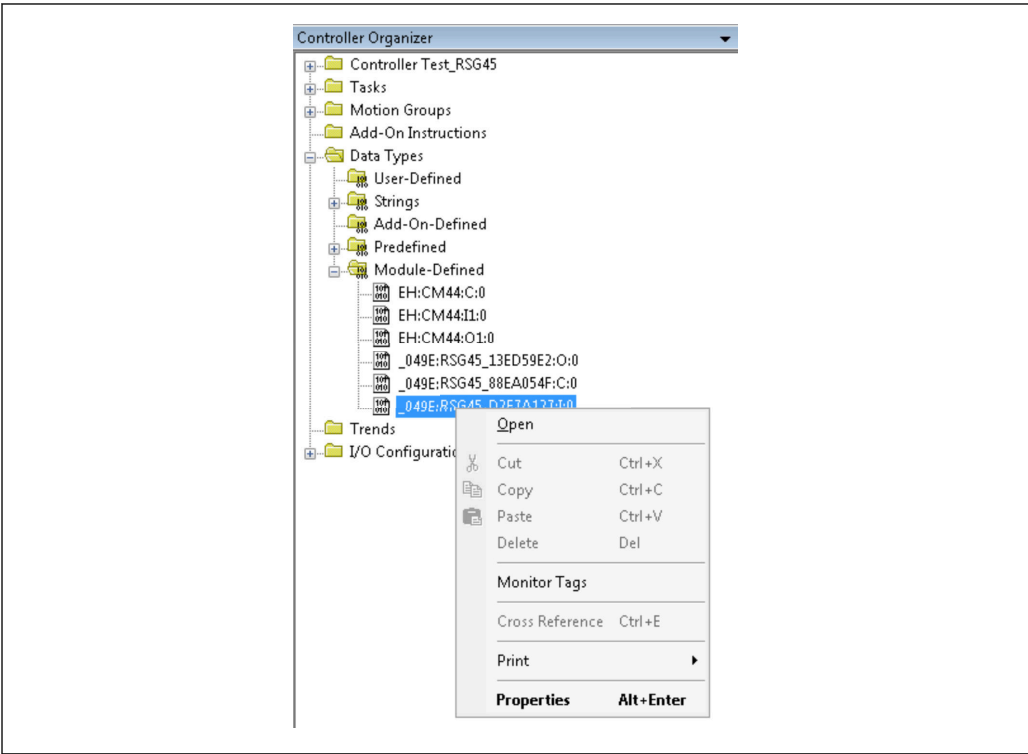 Controller Organizer
Controller Test_RSG45
Tasks
Motion Groups
Add-On Instructions
Data Types
User-Defined
Strings
Add-On-Defined
Predefined
Module-Defined
EH:CM44:C:0
EH:CM44:I1:0
EH:CM44:O1:0
_049E:RSG45_13ED59E2:O:0
_049E:RSG45_88EA054F:C:0
Trends
I/O Configuratio
Open
Cut Ctrl+X
Copy Ctrl+C
Paste Ctrl+V
Delete Del
Monitor Tags
Cross Reference Ctrl+E
Print
Properties Alt+Enter